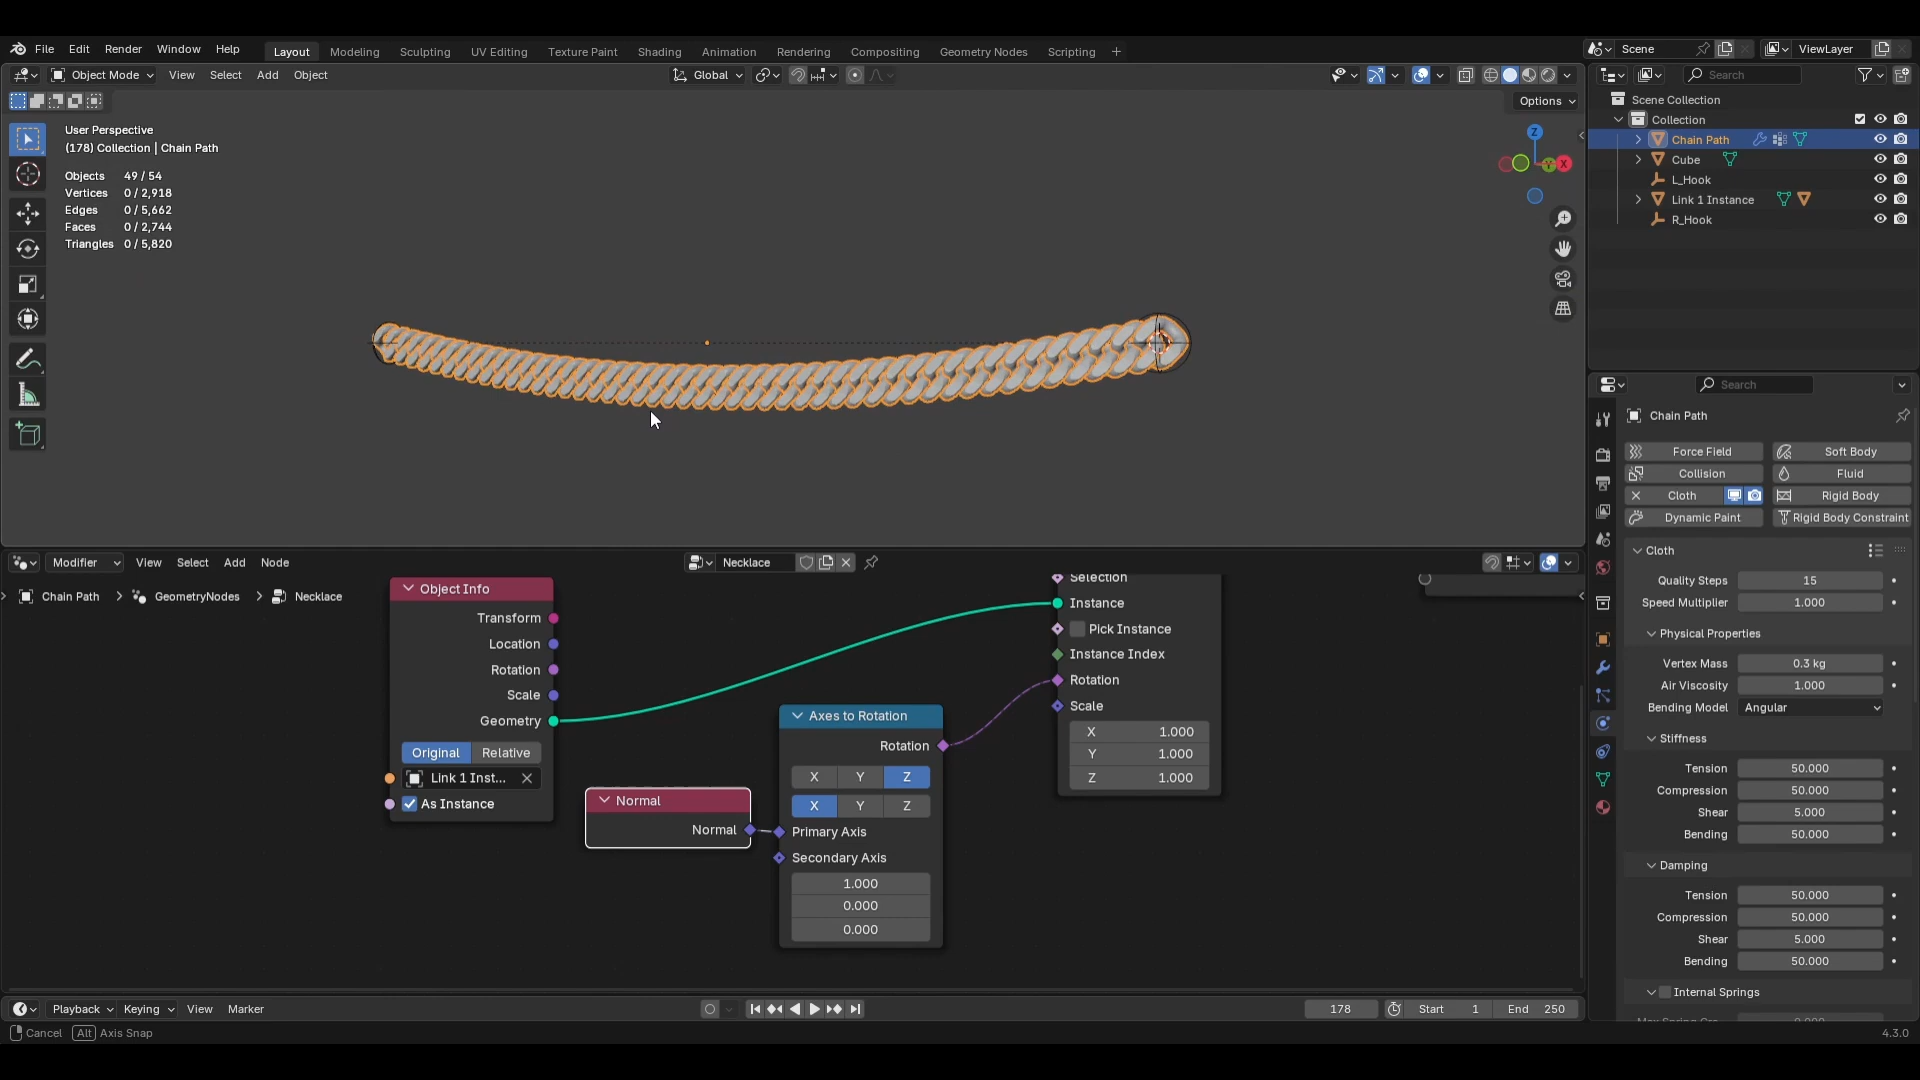 File Edit Render Window Help Layout Modeling Sculpting UV Editing Texture Paint Shading Animation Rendering Compositing Geometry Nodes Scripting + Scene ViewLayer
Object Mode View Select Add Object Global Search
Options
User Perspective
(178) Collection | Chain Path
Objects 49 / 54
Vertices 0 / 2,918
Edges 0 / 5,662
Faces 0 / 2,744
Triangles 0 / 5,820
Z
Y
X
Scene Collection
Collection
Chain Path
Cube
L_Hook
Link 1 Instance
R_Hook
Search
Chain Path
Force Field Soft Body
Collision Fluid
Cloth Rigid Body
Dynamic Paint Rigid Body Constraint
Cloth
Quality Steps 15
Speed Multiplier 1.000
Physical Properties
Vertex Mass 0.3 kg
Air Viscosity 1.000
Bending Model Angular
Stiffness
Tension 50.000
Compression 50.000
Shear 5.000
Bending 50.000
Damping
Tension 50.000
Compression 50.000
Shear 5.000
Bending 50.000
Internal Springs
Modifier View Select Add Node Necklace
Chain Path > GeometryNodes > Necklace
Object Info
Transform
Location
Rotation
Scale
Geometry
Original Relative
Link 1 Inst...
As Instance
Normal
Normal
Axes to Rotation
Rotation
X Y Z
X Y Z
Primary Axis
Secondary Axis
1.000
0.000
0.000
Selection
Instance
Pick Instance
Instance Index
Rotation
Scale
X 1.000
Y 1.000
Z 1.000
Playback Keying View Marker 178 Start 1 End 250
Cancel Alt Axis Snap 4.3.0